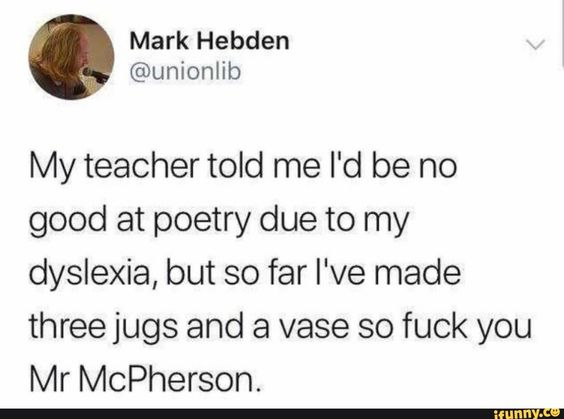 Mark Hebden
@unionlib
My teacher told me I'd be no
good at poetry due to my
dyslexia, but so far I've made
three jugs and a vase so fuck you
Mr McPherson.
ifunny.co